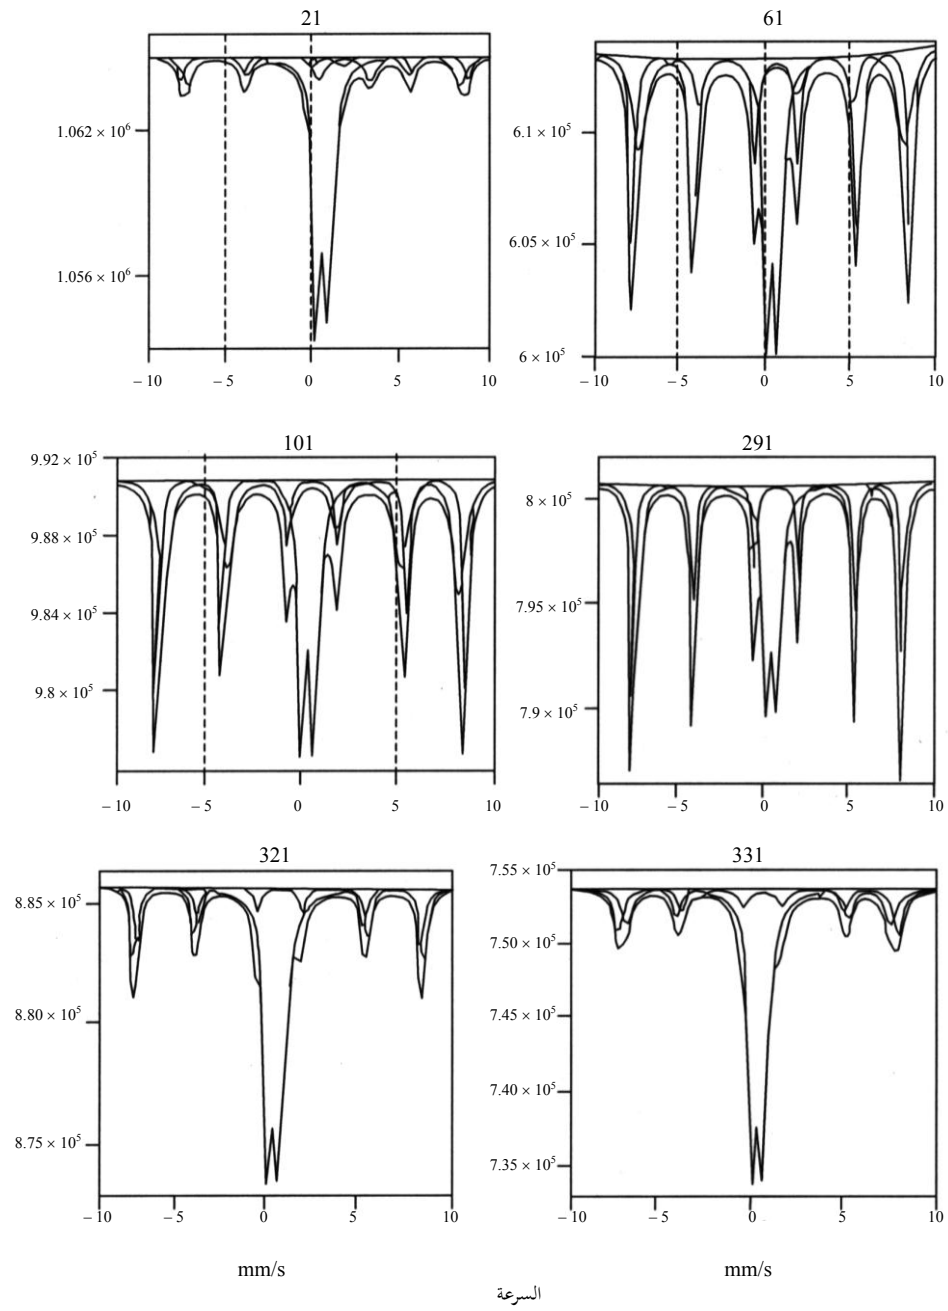 21
1.062 × 10⁶
1.056 × 10⁶
– 10 – 5 0 5 10
61
6.1 × 10⁵
6.05 × 10⁵
6 × 10⁵
– 10 – 5 0 5 10
101
9.92 × 10⁵
9.88 × 10⁵
9.84 × 10⁵
9.8 × 10⁵
– 10 – 5 0 5 10
291
8 × 10⁵
7.95 × 10⁵
7.9 × 10⁵
– 10 – 5 0 5 10
321
8.85 × 10⁵
8.80 × 10⁵
8.75 × 10⁵
– 10 – 5 0 5 10
mm/s
331
7.55 × 10⁵
7.50 × 10⁵
7.45 × 10⁵
7.40 × 10⁵
7.35 × 10⁵
– 10 – 5 0 5 10
mm/s
السرعة